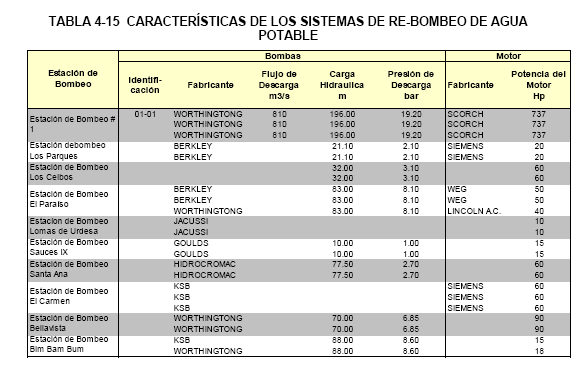 TABLA 4-15 CARACTERÍSTICAS DE LOS SISTEMAS DE RE-BOMBEO DE AGUA
POTABLE
Estación de Bombeo Bombas Motor
Identifi-cación Fabricante Flujo de Descarga m3/s Carga Hidraulica m Presión de Descarga bar Fabricante Potencia del Motor Hp
Estación de Bombeo # 1 01-01 WORTHINGTONG 810 196.00 19.20 SCORCH 737
WORTHINGTONG 810 196.00 19.20 SCORCH 737
WORTHINGTONG 810 196.00 19.20 SCORCH 737
Estación debombeo Los Parques BERKLEY 21.10 2.10 SIEMENS 20
BERKLEY 21.10 2.10 SIEMENS 20
Estación de Bombeo Los Ceibos 32.00 3.10 60
32.00 3.10 60
Estación de Bombeo El Paraíso BERKLEY 83.00 8.10 WEG 50
BERKLEY 83.00 8.10 WEG 50
WORTHINGTONG 83.00 8.10 LINCOLN A.C. 40
Estación de Bombeo Lomas de Urdesa JACUSSI 10
JACUSSI 10
Estación de Bombeo Sauces IX GOULDS 10.00 1.00 15
GOULDS 10.00 1.00 15
Estación de Bombeo Santa Ana HIDROCROMAC 77.50 2.70 60
HIDROCROMAC 77.50 2.70 60
Estación de Bombeo El Carmen KSB SIEMENS 60
KSB SIEMENS 60
KSB SIEMENS 60
Estación de Bombeo Bellavista WORTHINGTONG 70.00 6.85 90
WORTHINGTONG 70.00 6.85 90
Estación de Bombeo Bim Bam Bum KSB 88.00 8.60 15
WORTHINGTONG 88.00 8.60 18